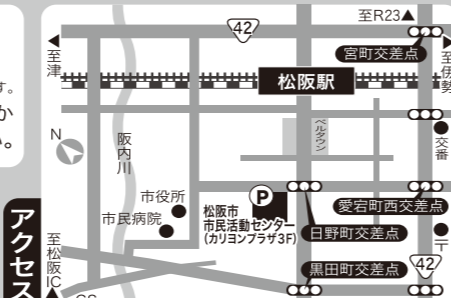 至R23▲
42
◀至津
宮町交差点
▶至伊勢
松阪駅
す。
か
い。
N
阪内川
ベルタウン
交番
市役所
市民病院
P
松阪市
市民活動センター
(カリヨンプラザ3F)
愛宕町西交差点
日野町交差点
〒
アクセス
至松阪IC
黒田町交差点
42